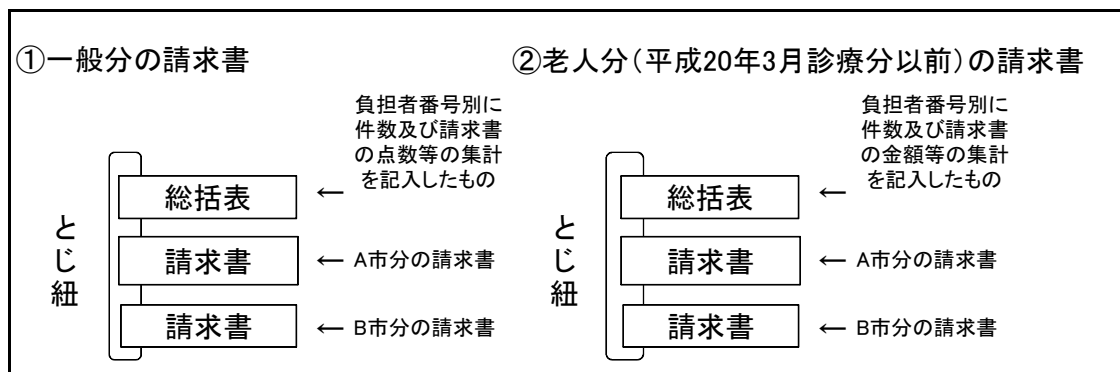 ①一般分の請求書
負担者番号別に
件数及び請求書
の点数等の集計
を記入したもの
とじ紐
総括表
←
請求書
← A市分の請求書
請求書
← B市分の請求書
②老人分(平成20年3月診療分以前)の請求書
負担者番号別に
件数及び請求書
の金額等の集計
を記入したもの
とじ紐
総括表
←
請求書
← A市分の請求書
請求書
← B市分の請求書